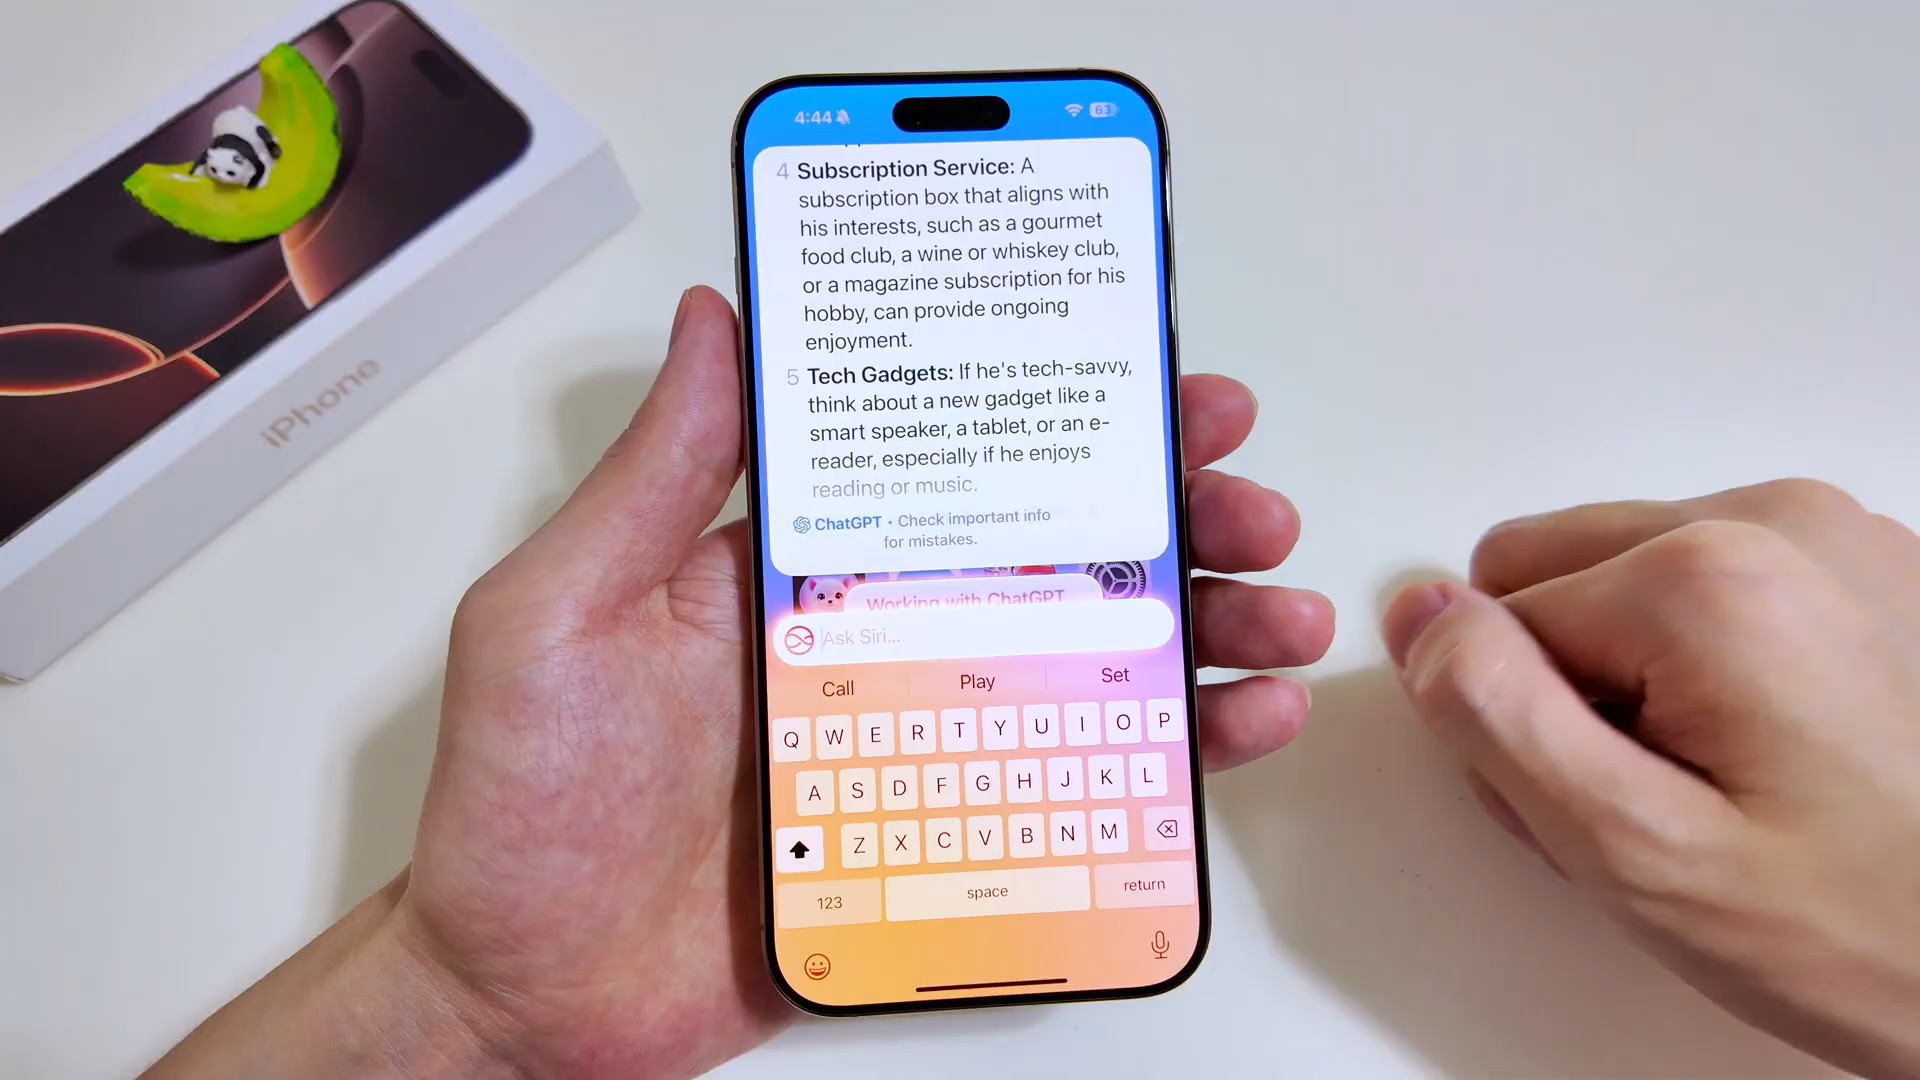 iPhone
4:44
63
4 Subscription Service: A
subscription box that aligns with
his interests, such as a gourmet
food club, a wine or whiskey club,
or a magazine subscription for his
hobby, can provide ongoing
enjoyment.
5 Tech Gadgets: If he's tech-savvy,
think about a new gadget like a
smart speaker, a tablet, or an e-
reader, especially if he enjoys
reading or music.
ChatGPT • Check important info
for mistakes.
Working with ChatGPT
Ask Siri...
Call Play Set
Q W E R T Y U I O P
A S D F G H J K L
Z X C V B N M
123 space return